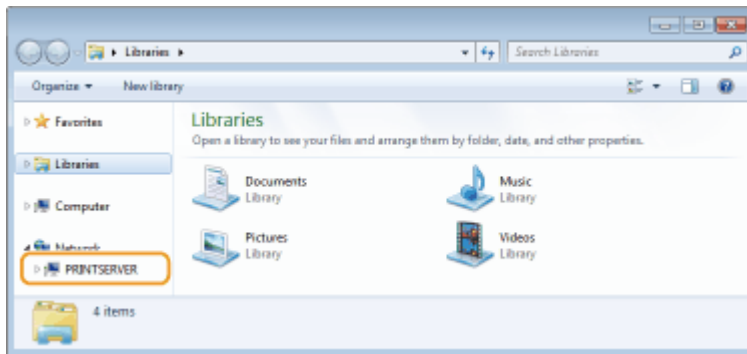 Libraries
Search Libraries
Organize
New library
Favorites
Libraries
Computer
Network
PRINTSERVER
Libraries
Open a library to see your files and arrange them by folder, date, and other properties.
Documents
Library
Music
Library
Pictures
Library
Videos
Library
4 items